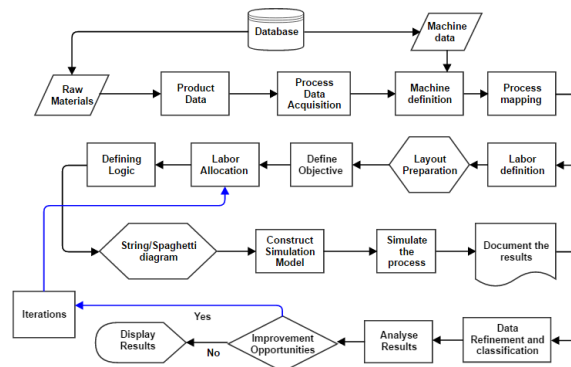 Database
Machine
data
Raw
Materials
Product
Data
Process
Data
Acquisition
Machine
definition
Process
mapping
Defining
Logic
Labor
Allocation
Define
Objective
Layout
Preparation
Labor definition
String/Spaghetti
diagram
Construct
Simulation
Model
Simulate
the
process
Document the
results
Iterations
Yes
Display
Results
No
Improvement
Opportunities
Analyse
Results
Data
Refinement and
classification